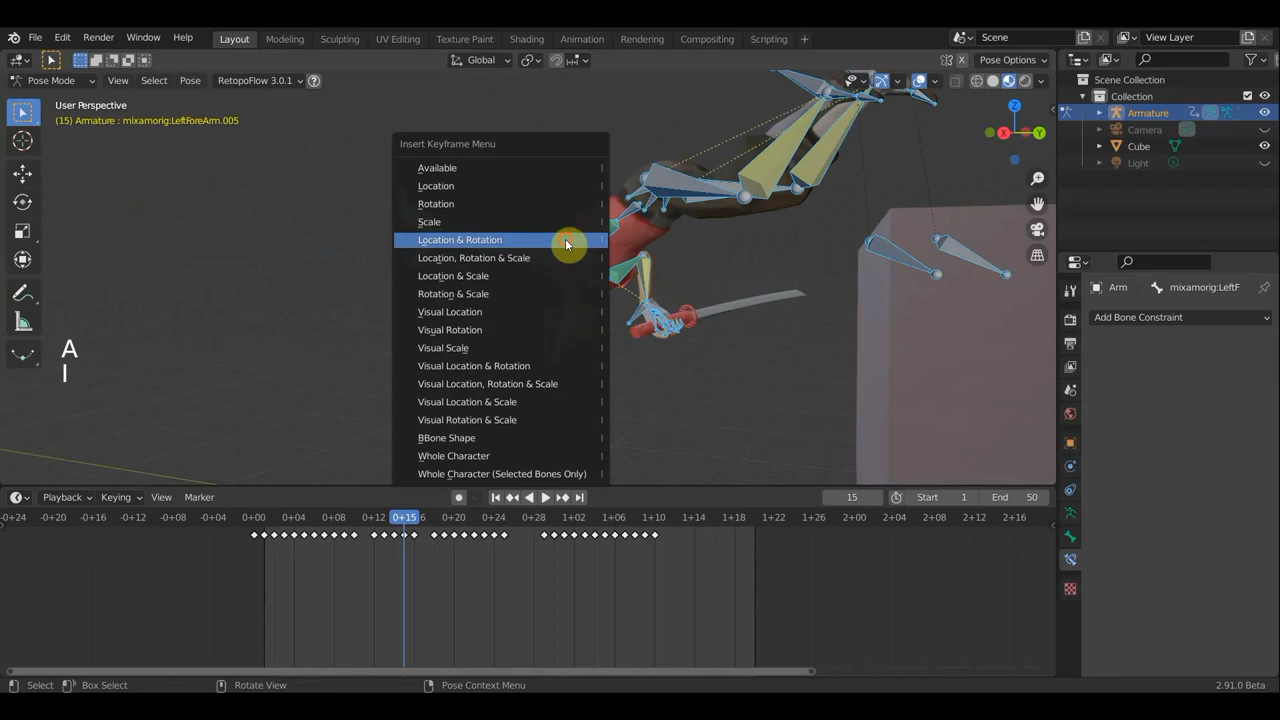 File Edit Render Window Help Layout Modeling Sculpting UV Editing Texture Paint Shading Animation Rendering Compositing Scripting + Scene View Layer
Global Pose Options
Pose Mode View Select Pose RetopoFlow 3.0.1 Scene Collection
User Perspective Collection
(15) Armature : mixamorig:LeftForeArm.005 Armature
Z
X Y Camera
Cube
Light
Insert Keyframe Menu
Available
Location
Rotation
Scale
Location & Rotation
Location, Rotation & Scale
Location & Scale
Rotation & Scale
Visual Location
Visual Rotation
Visual Scale
Visual Location & Rotation
Visual Location, Rotation & Scale
Visual Location & Scale
Visual Rotation & Scale
BBone Shape
Whole Character
Whole Character (Selected Bones Only)
A
I
Arm mixamorig:LeftF
Add Bone Constraint
Playback Keying View Marker 15 Start 1 End 50
-0+24 -0+20 -0+16 -0+12 -0+08 -0+04 0+00 0+04 0+08 0+12 0+15 6 0+20 0+24 0+28 1+02 1+06 1+10 1+14 1+18 1+22 1+26 2+00 2+04 2+08 2+12 2+16
Select Box Select Rotate View Pose Context Menu 2.91.0 Beta